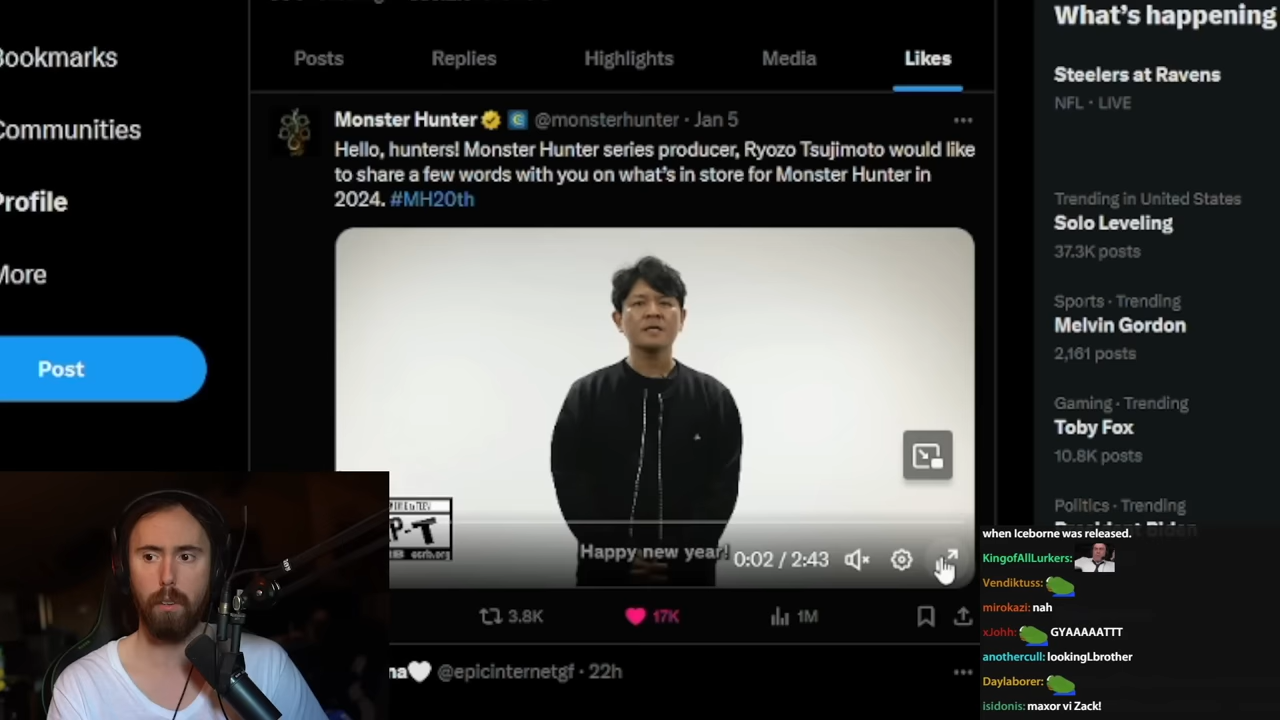 Bookmarks
Communities
Profile
More
Post
Posts
Replies
Highlights
Media
Likes
Monster Hunter @monsterhunter · Jan 5
Hello, hunters! Monster Hunter series producer, Ryozo Tsujimoto would like
to share a few words with you on what's in store for Monster Hunter in
2024. #MH20th
Happy new year!
0:02 / 2:43
esrb.org
3.8K
17K
1M
@epicinternetgf · 22h
What's happening
Steelers at Ravens
NFL · LIVE
Trending in United States
Solo Leveling
37.3K posts
Sports · Trending
Melvin Gordon
2,161 posts
Gaming · Trending
Toby Fox
10.8K posts
Politics · Trending
President Biden
when Iceborne was released.
KingofAllLurkers:
Vendiktuss:
mirokazi: nah
xJohh: GYAAAAATTT
anothercull: lookingLbrother
Daylaborer:
isidonis: maxor vi Zack!